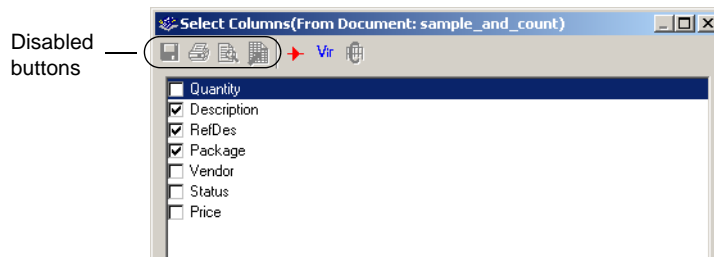 Select Columns(From Document: sample_and_count)
Disabled
buttons
Vir
Quantity
Description
RefDes
Package
Vendor
Status
Price